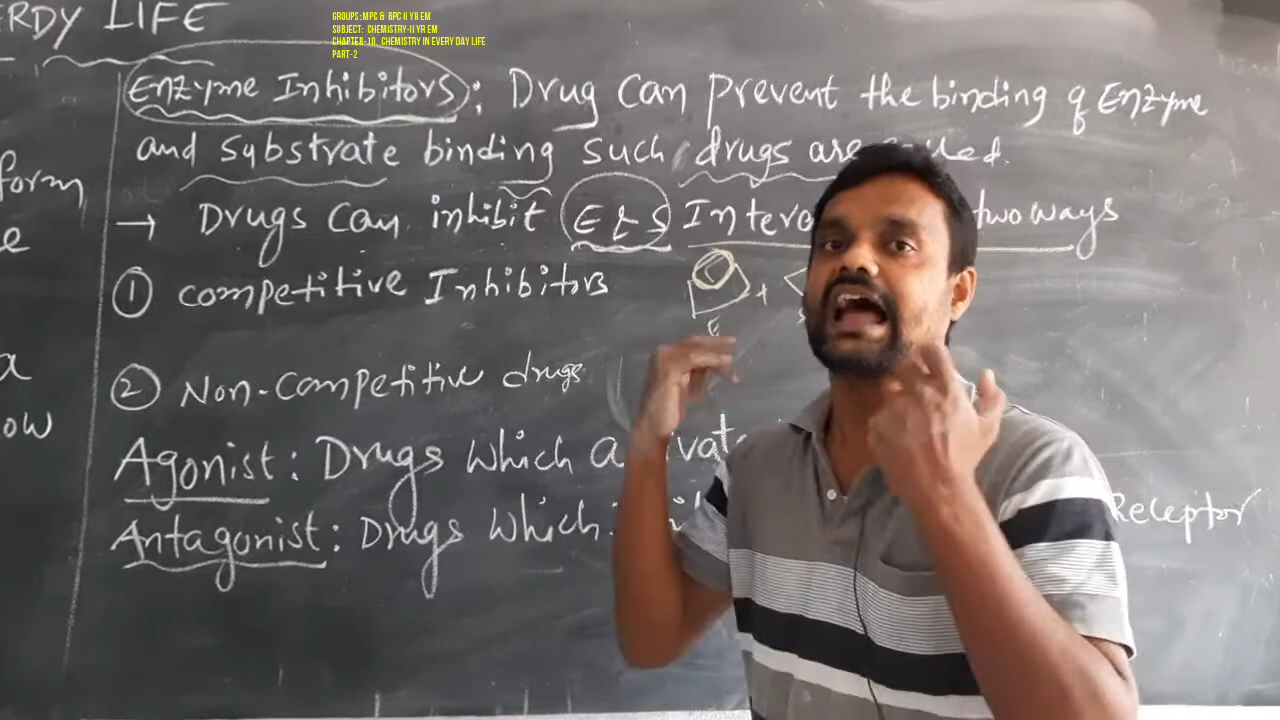 ERDY LIFE
GROUPS: MPC & BPC II YR EM
SUBJECT: CHEMISTRY-II YR EM
CHAPTER-10, CHEMISTRY IN EVERY DAY LIFE
PART-2
Enzyme Inhibitors: Drug can prevent the binding of Enzyme
and substrate binding such drugs are
→ Drugs can inhibit E & S two ways
① competitive Inhibitors
+
E
② Non-competitive drugs
Agonist: Drugs which
Antagonist: Drugs which Receptor
form
e
a
ow